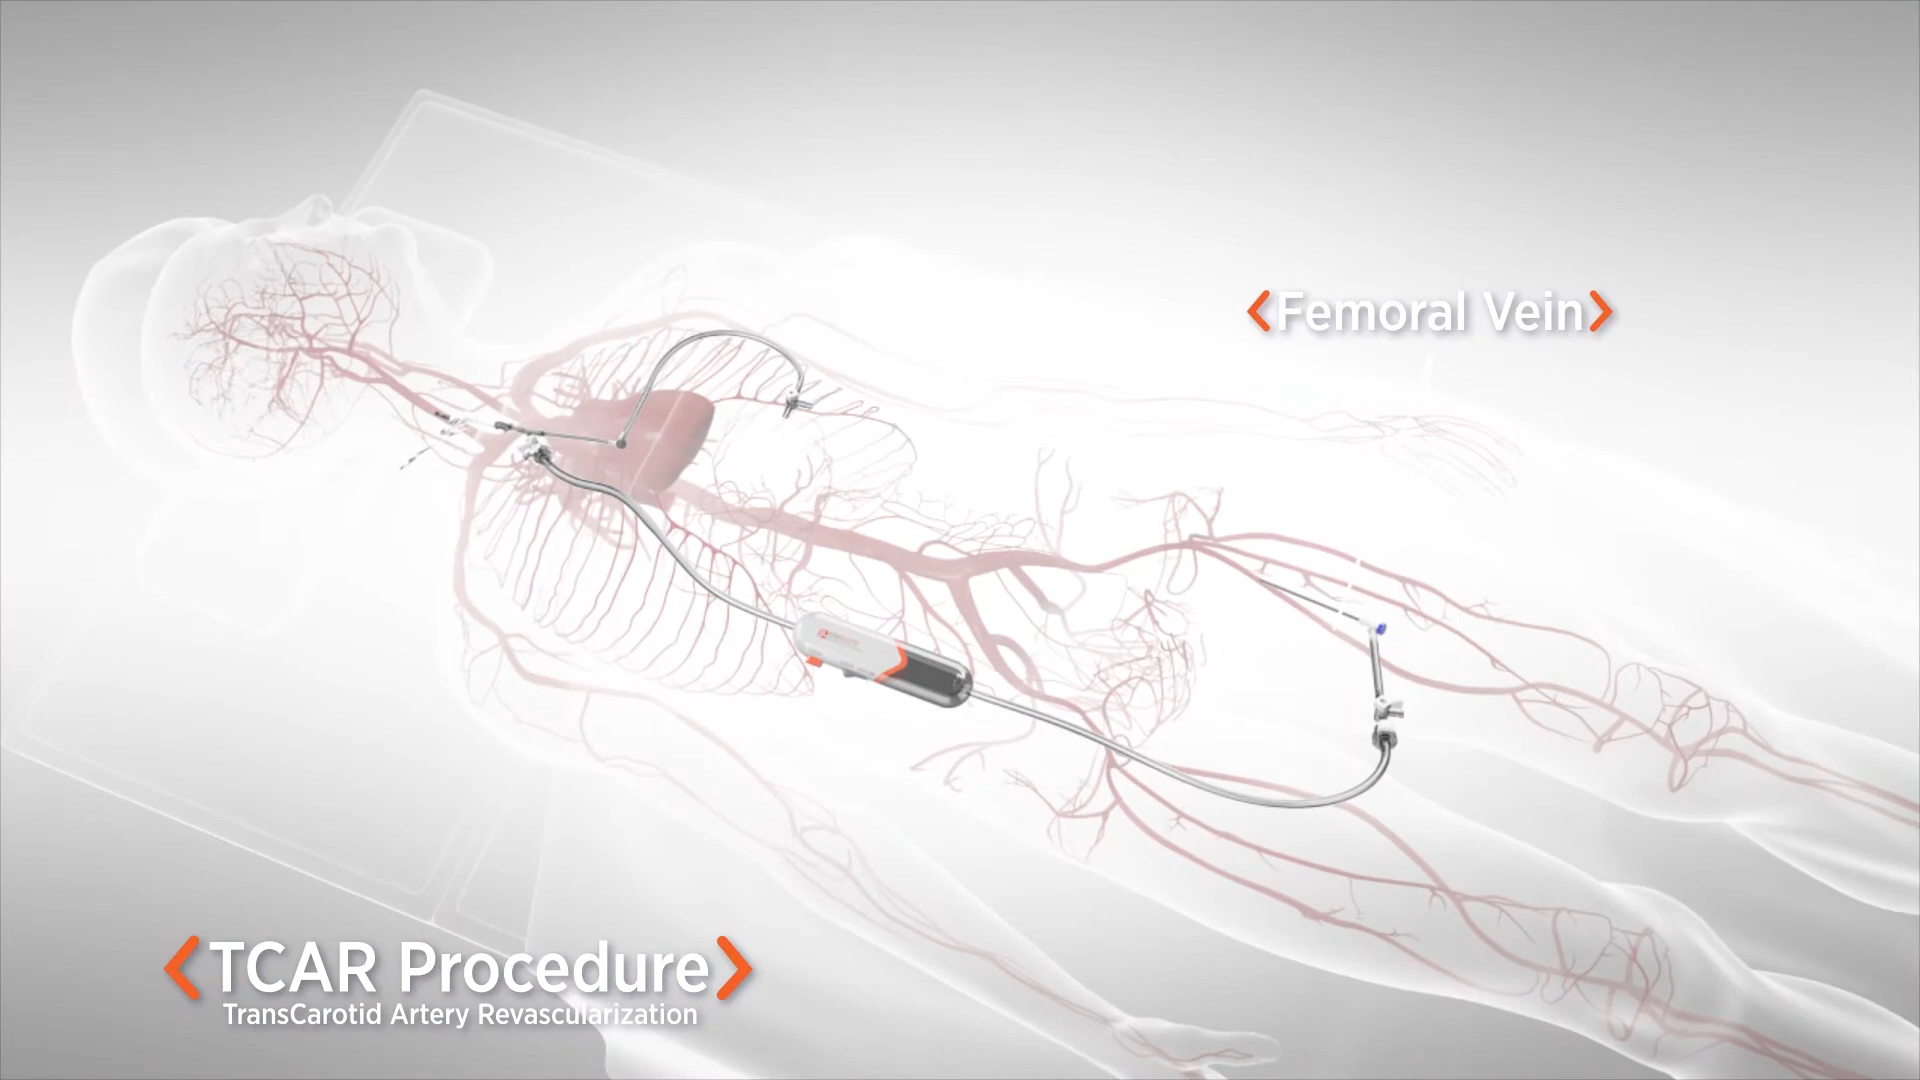 Femoral Vein
TCAR Procedure
TransCarotid Artery Revascularization